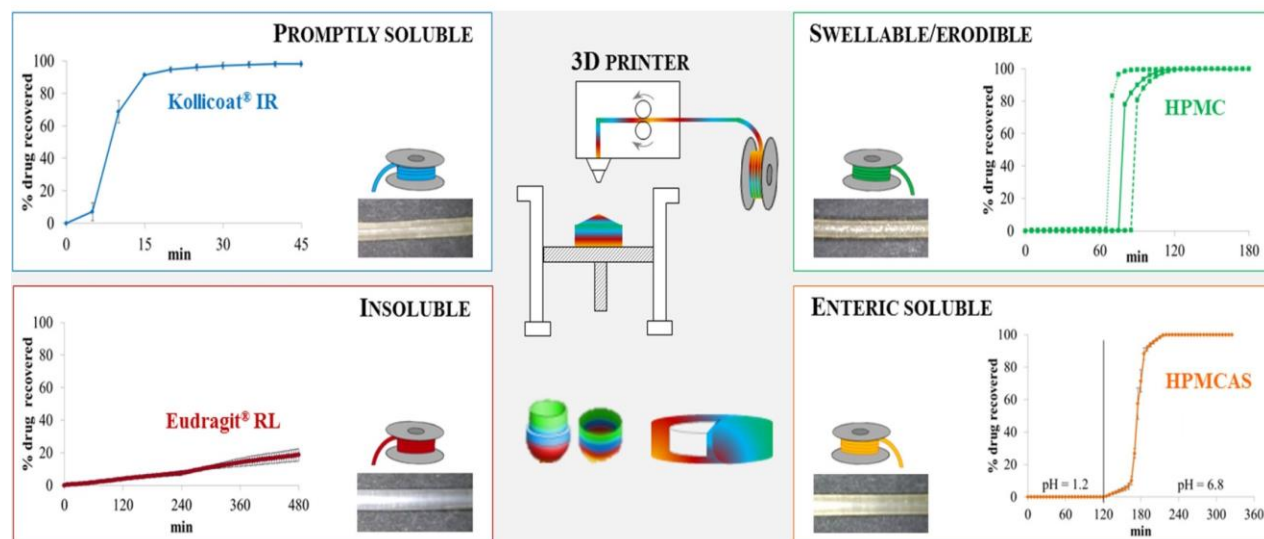 PROMPTLY SOLUBLE
% drug recovered
100
80
60
40
20
0
Kollicoat® IR
0 15 30 45
min
3D PRINTER
SWELLABLE/ERODIBLE
% drug recovered
100
80
60
40
20
0
HPMC
0 60 120 180
min
INSOLUBLE
% drug recovered
100
80
60
40
20
0
Eudragit® RL
0 120 240 360 480
min
ENTERIC SOLUBLE
% drug recovered
100
80
60
40
20
0
HPMCAS
pH = 1.2 pH = 6.8
0 60 120 180 240 300 360
min